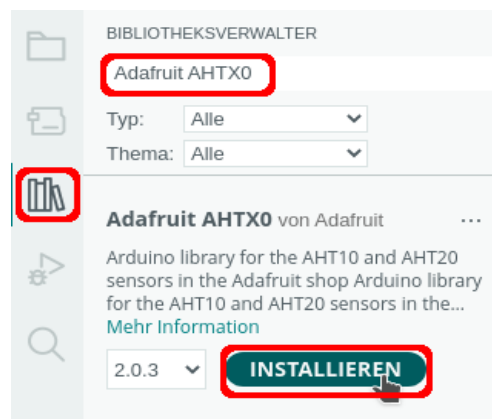 BIBLIOTHEKSVERWALTER
Adafruit AHTX0
Typ: Alle
Thema: Alle
Adafruit AHTX0 von Adafruit ...
Arduino library for the AHT10 and AHT20
sensors in the Adafruit shop Arduino library
for the AHT10 and AHT20 sensors in the...
Mehr Information
2.0.3 INSTALLIEREN